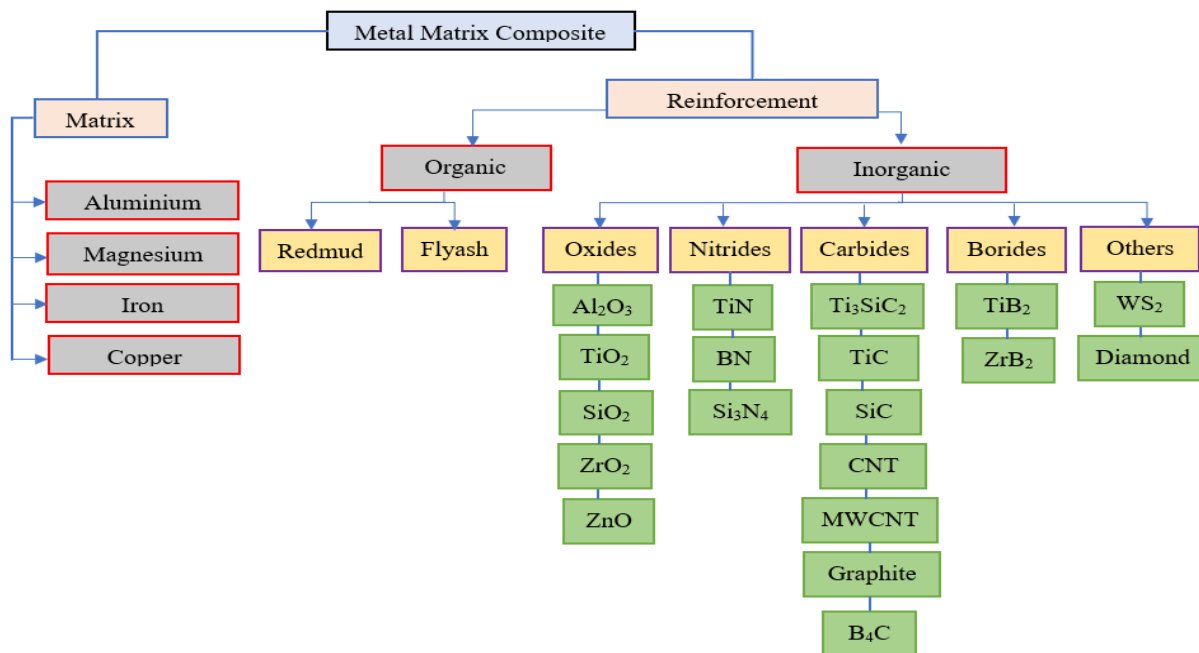 Metal Matrix Composite
Matrix
Reinforcement
Aluminium
Magnesium
Iron
Copper
Organic
Inorganic
Redmud
Flyash
Oxides
Nitrides
Carbides
Borides
Others
Al₂O₃
TiO₂
SiO₂
ZrO₂
ZnO
TiN
BN
Si₃N₄
Ti₃SiC₂
TiC
SiC
CNT
MWCNT
Graphite
B₄C
TiB₂
ZrB₂
WS₂
Diamond